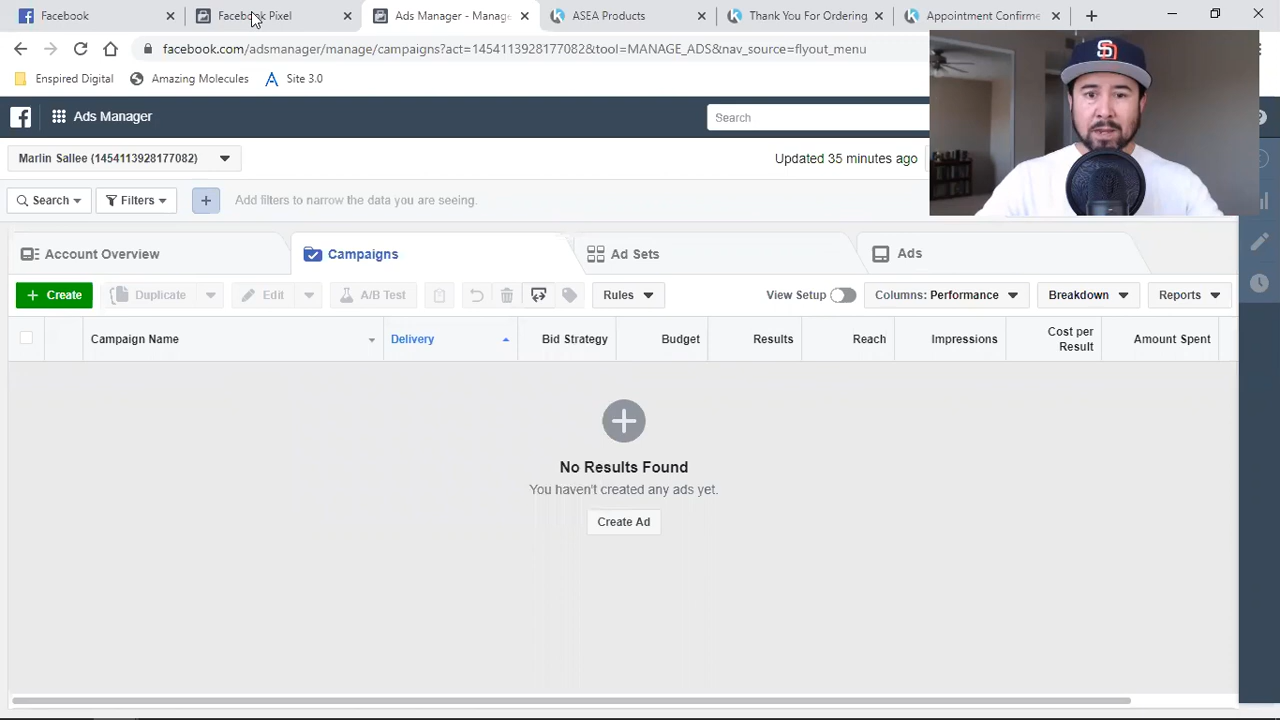 Facebook
Facebook Pixel
Ads Manager - Manage
ASEA Products
Thank You For Ordering
Appointment Confirme
facebook.com/adsmanager/manage/campaigns?act=1454113928177082&tool=MANAGE_ADS&nav_source=flyout_menu
Enspired Digital
Amazing Molecules
Site 3.0
Ads Manager
Search
Marlin Sallee (1454113928177082)
Updated 35 minutes ago
Search
Filters
Add filters to narrow the data you are seeing.
Account Overview
Campaigns
Ad Sets
Ads
+ Create
Duplicate
Edit
A/B Test
Rules
View Setup
Columns: Performance
Breakdown
Reports
Campaign Name
Delivery
Bid Strategy
Budget
Results
Reach
Impressions
Cost per
Result
Amount Spent
No Results Found
You haven't created any ads yet.
Create Ad